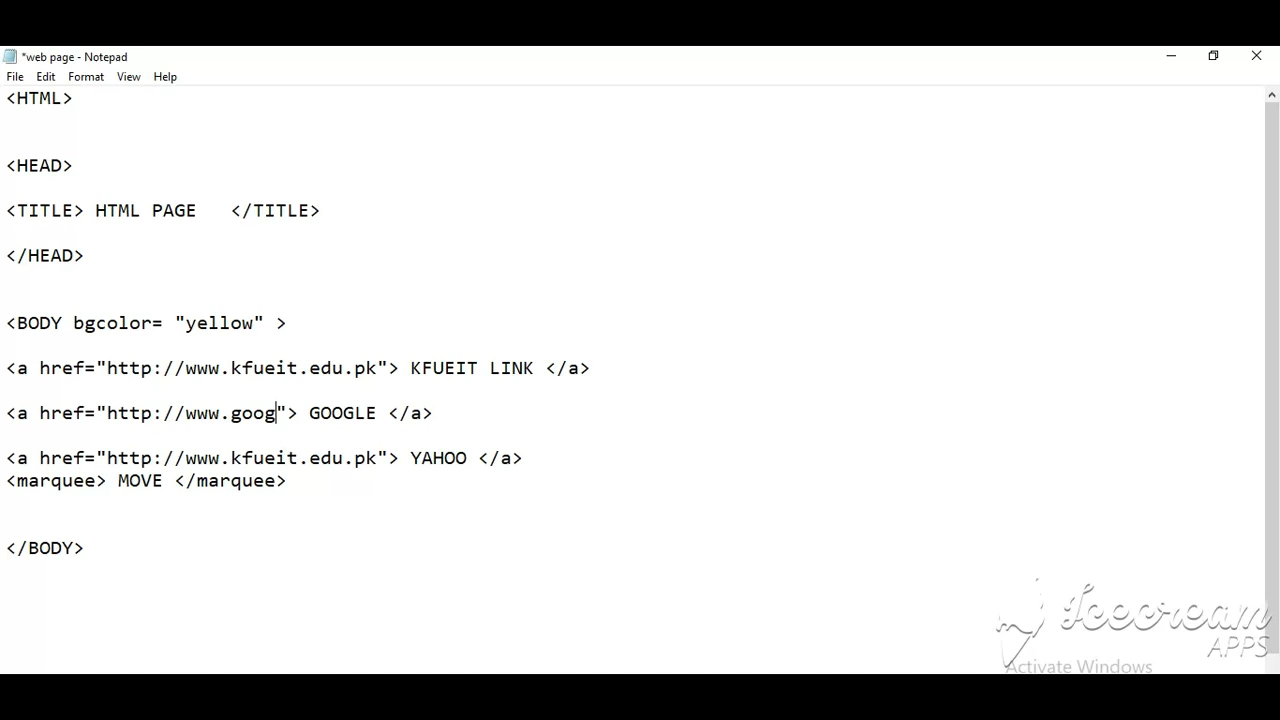 *web page - Notepad
File Edit Format View Help
<HTML>
<HEAD>
<TITLE> HTML PAGE </TITLE>
</HEAD>
<BODY bgcolor= "yellow" >
<a href="http://www.kfueit.edu.pk"> KFUEIT LINK </a>
<a href="http://www.goog"> GOOGLE </a>
<a href="http://www.kfueit.edu.pk"> YAHOO </a>
<marquee> MOVE </marquee>
</BODY>
Icecream
APPS
Activate Windows